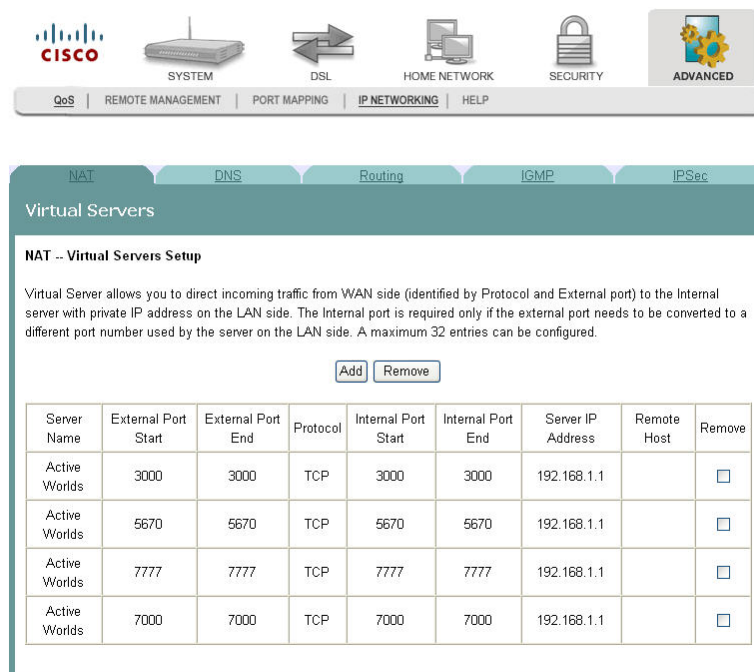 CISCO
SYSTEM
DSL
HOME NETWORK
SECURITY
ADVANCED
QoS | REMOTE MANAGEMENT | PORT MAPPING | IP NETWORKING | HELP
NAT DNS Routing IGMP IPSec
Virtual Servers
NAT -- Virtual Servers Setup
Virtual Server allows you to direct incoming traffic from WAN side (identified by Protocol and External port) to the Internal
server with private IP address on the LAN side. The Internal port is required only if the external port needs to be converted to a
different port number used by the server on the LAN side. A maximum 32 entries can be configured.
Add Remove
Server Name External Port Start External Port End Protocol Internal Port Start Internal Port End Server IP Address Remote Host Remove
Active Worlds 3000 3000 TCP 3000 3000 192.168.1.1
Active Worlds 5670 5670 TCP 5670 5670 192.168.1.1
Active Worlds 7777 7777 TCP 7777 7777 192.168.1.1
Active Worlds 7000 7000 TCP 7000 7000 192.168.1.1